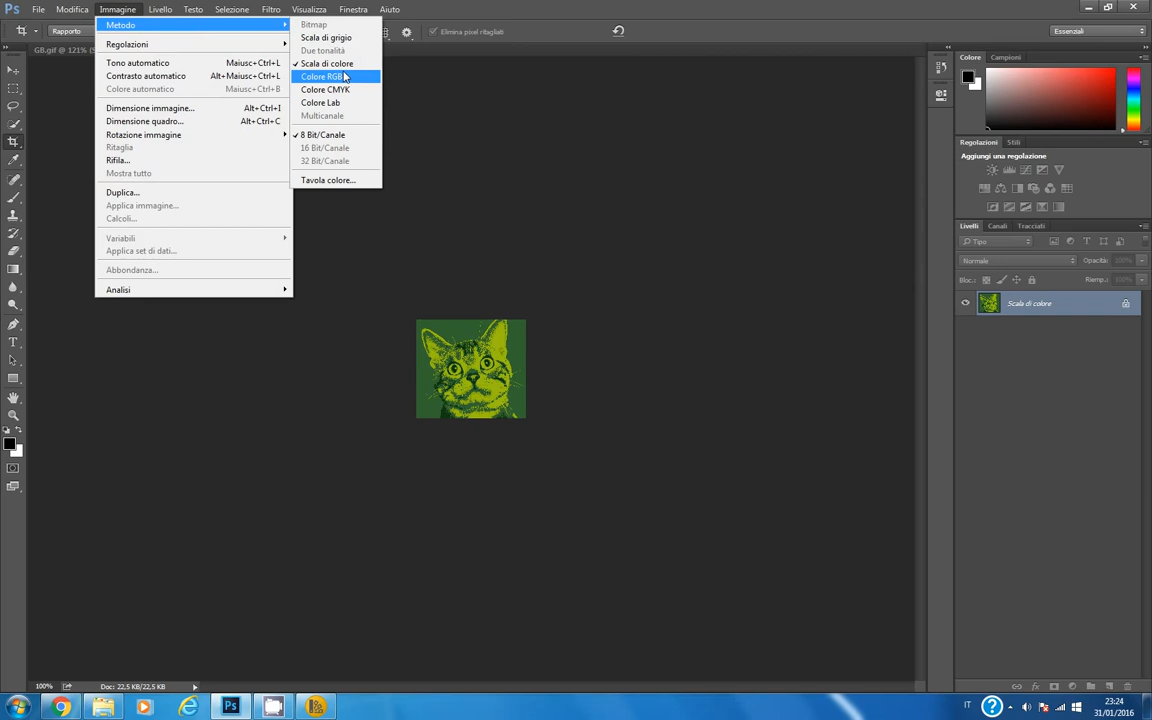 Ps File Modifica Immagine Livello Testo Selezione Filtro Visualizza Finestra Aiuto
Rapporto
Elimina pixel ritagliati
Essenziali
GB.gif @ 121%
Metodo
Regolazioni
Tono automatico Maiusc+Ctrl+L
Contrasto automatico Alt+Maiusc+Ctrl+L
Colore automatico Maiusc+Ctrl+B
Dimensione immagine... Alt+Ctrl+I
Dimensione quadro... Alt+Ctrl+C
Rotazione immagine
Ritaglia
Rifila...
Mostra tutto
Duplica...
Applica immagine...
Calcoli...
Variabili
Applica set di dati...
Abbondanza...
Analisi
Bitmap
Scala di grigio
Due tonalità
Scala di colore
Colore RGB
Colore CMYK
Colore Lab
Multicanale
8 Bit/Canale
16 Bit/Canale
32 Bit/Canale
Tavola colore...
Colore Campioni
Regolazioni Stili
Aggiungi una regolazione
Livelli Canali Tracciati
Tipo
Normale Opacità: 100%
Bloc.: Riemp.: 100%
Scala di colore
100% Doc: 22,5 KB/22,5 KB
IT
23:24
31/01/2016